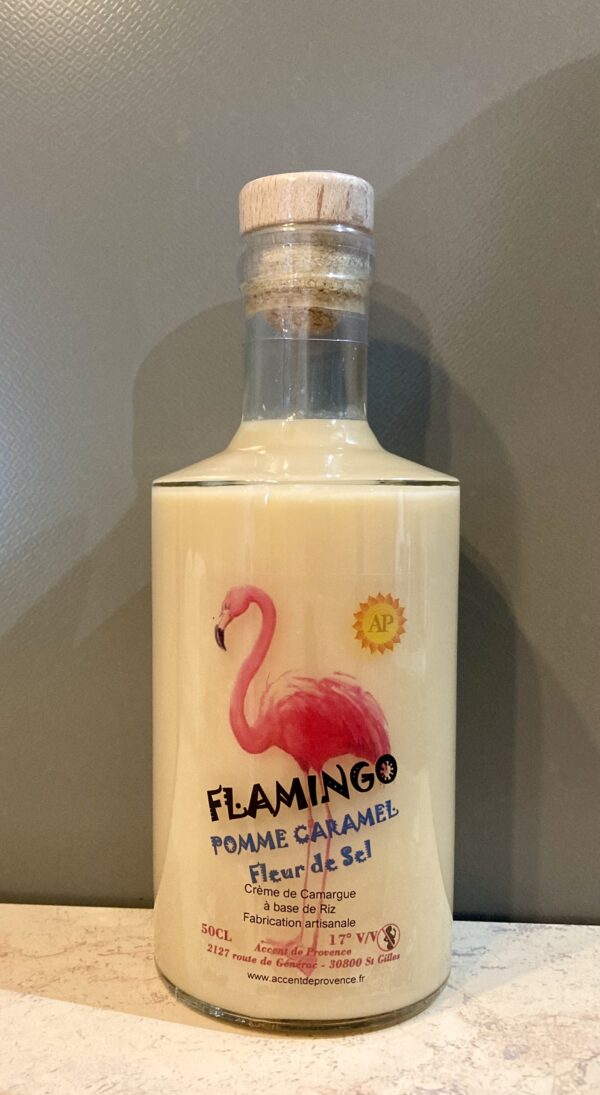 AP
FLAMINGO
POMME CARAMEL
Fleur de Sel
Crème de Camargue
à base de Riz
Fabrication artisanale
50CL 17° V/V
Accent de Provence
2127 route de Générac - 30800 St Gilles
www.accentdeprovence.fr